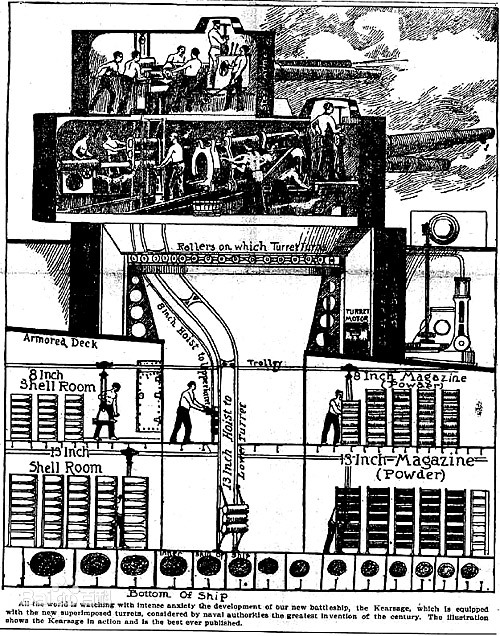 Rollers on which Turret Turns
8 inch Hoist to Upper Turret
TURRET
MOTOR
Armored Deck
Trolley
8 Inch
Shell Room
8 Inch Magazine
(Powder)
13 Inch Hoist to
Lower Turret
13 Inch
Shell Room
13 Inch Magazine
(Powder)
Bottom Of Ship
All the world is watching with intense anxiety the development of our new battleship, the Kearsage, which is equipped
with the new superimposed turrets, considered by naval authorities the greatest invention of the century. The illustration
shows the Kearsage in action and is the best ever published.